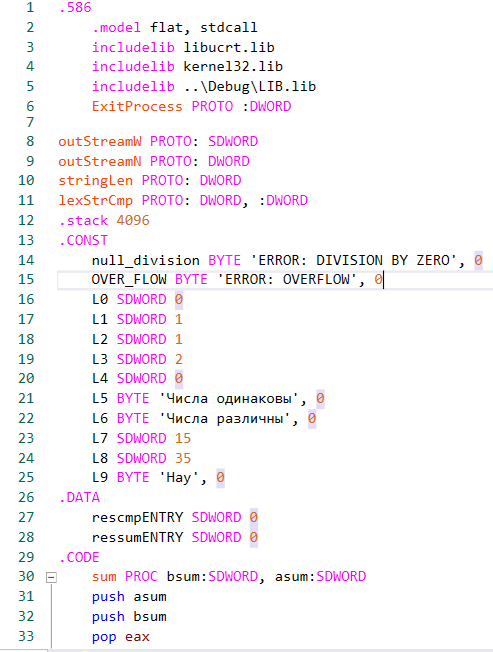 1 .586
2 .model flat, stdcall
3 includelib libucrt.lib
4 includelib kernel32.lib
5 includelib ..\Debug\LIB.lib
6 ExitProcess PROTO :DWORD
7
8 outStreamW PROTO: SDWORD
9 outStreamN PROTO: DWORD
10 stringLen PROTO: DWORD
11 lexStrCmp PROTO: DWORD, :DWORD
12 .stack 4096
13 .CONST
14 null_division BYTE 'ERROR: DIVISION BY ZERO', 0
15 OVER_FLOW BYTE 'ERROR: OVERFLOW', 0
16 L0 SDWORD 0
17 L1 SDWORD 1
18 L2 SDWORD 1
19 L3 SDWORD 2
20 L4 SDWORD 0
21 L5 BYTE 'Числа одинаковы', 0
22 L6 BYTE 'Числа различны', 0
23 L7 SDWORD 15
24 L8 SDWORD 35
25 L9 BYTE 'Hay', 0
26 .DATA
27 rescmpENTRY SDWORD 0
28 ressumENTRY SDWORD 0
29 .CODE
30 sum PROC bsum:SDWORD, asum:SDWORD
31 push asum
32 push bsum
33 pop eax